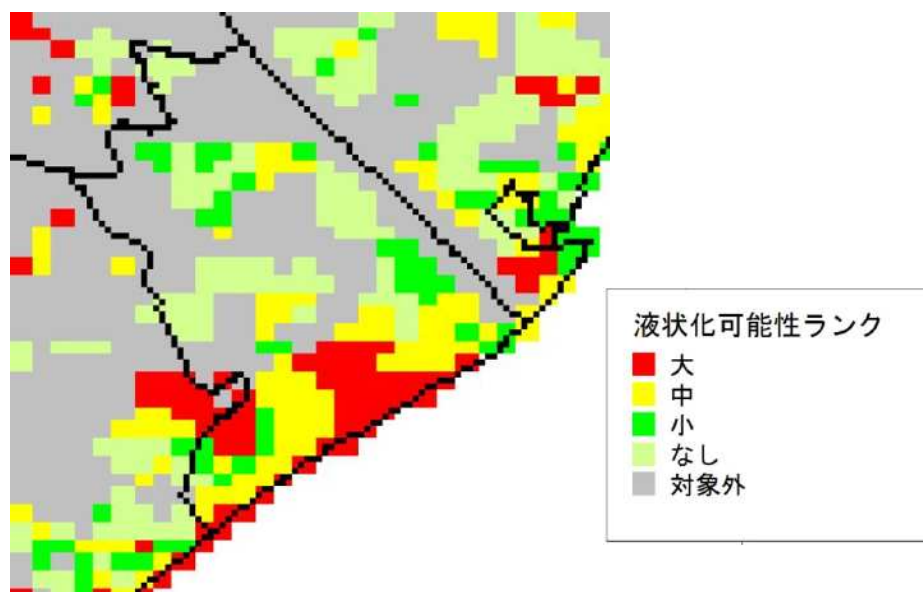 液状化可能性ランク
大
中
小
なし
対象外